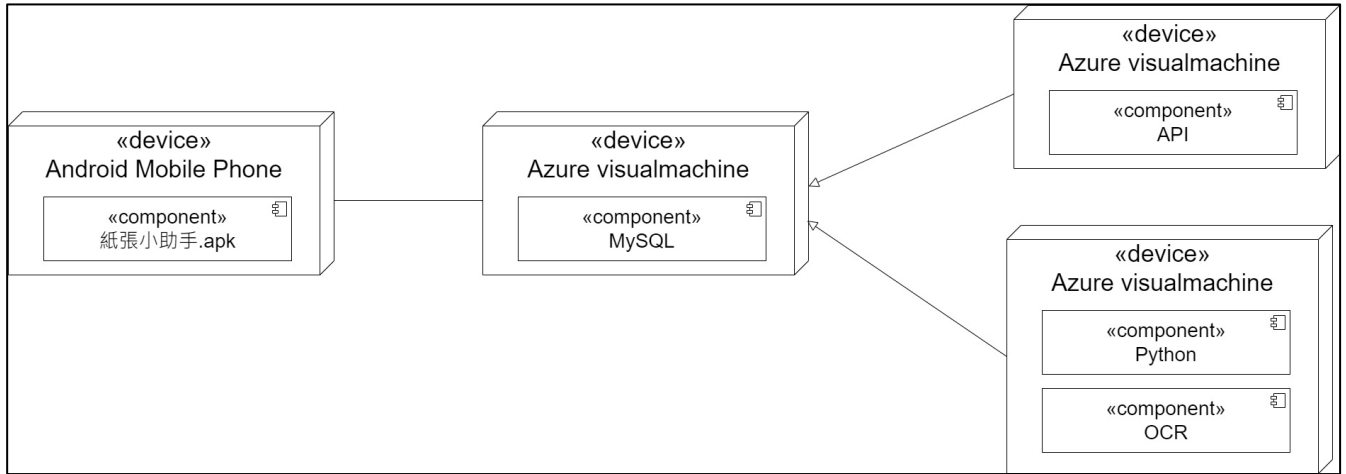 «device»
Android Mobile Phone
«component»
紙張小助手.apk
«device»
Azure visualmachine
«component»
MySQL
«device»
Azure visualmachine
«component»
API
«device»
Azure visualmachine
«component»
Python
«component»
OCR